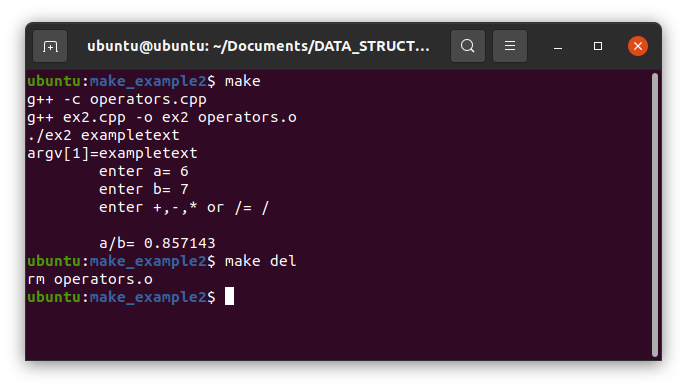 ubuntu@ubuntu: ~/Documents/DATA_STRUCT...
ubuntu:make_example2$ make
g++ -c operators.cpp
g++ ex2.cpp -o ex2 operators.o
./ex2 exampletext
argv[1]=exampletext
        enter a= 6
        enter b= 7
        enter +,-,* or /= /
        a/b= 0.857143
ubuntu:make_example2$ make del
rm operators.o
ubuntu:make_example2$